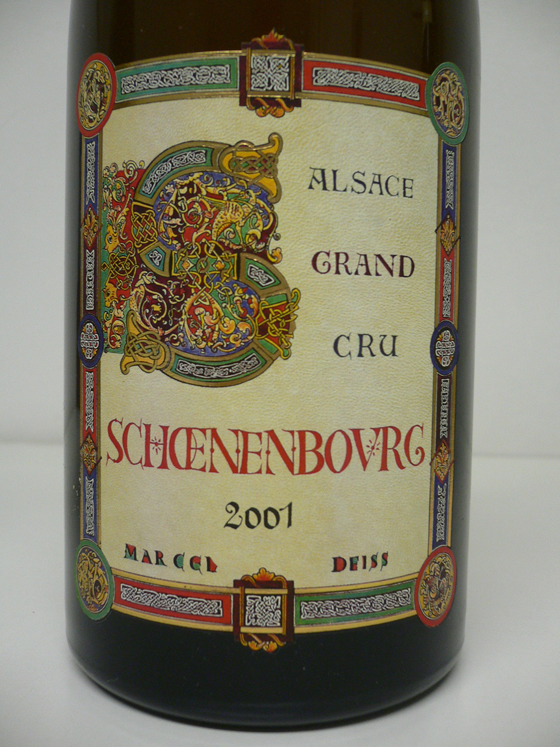 ALSACE
GRAND
CRU
SCHŒNENBOVRG
2001
MARCEL DEISS